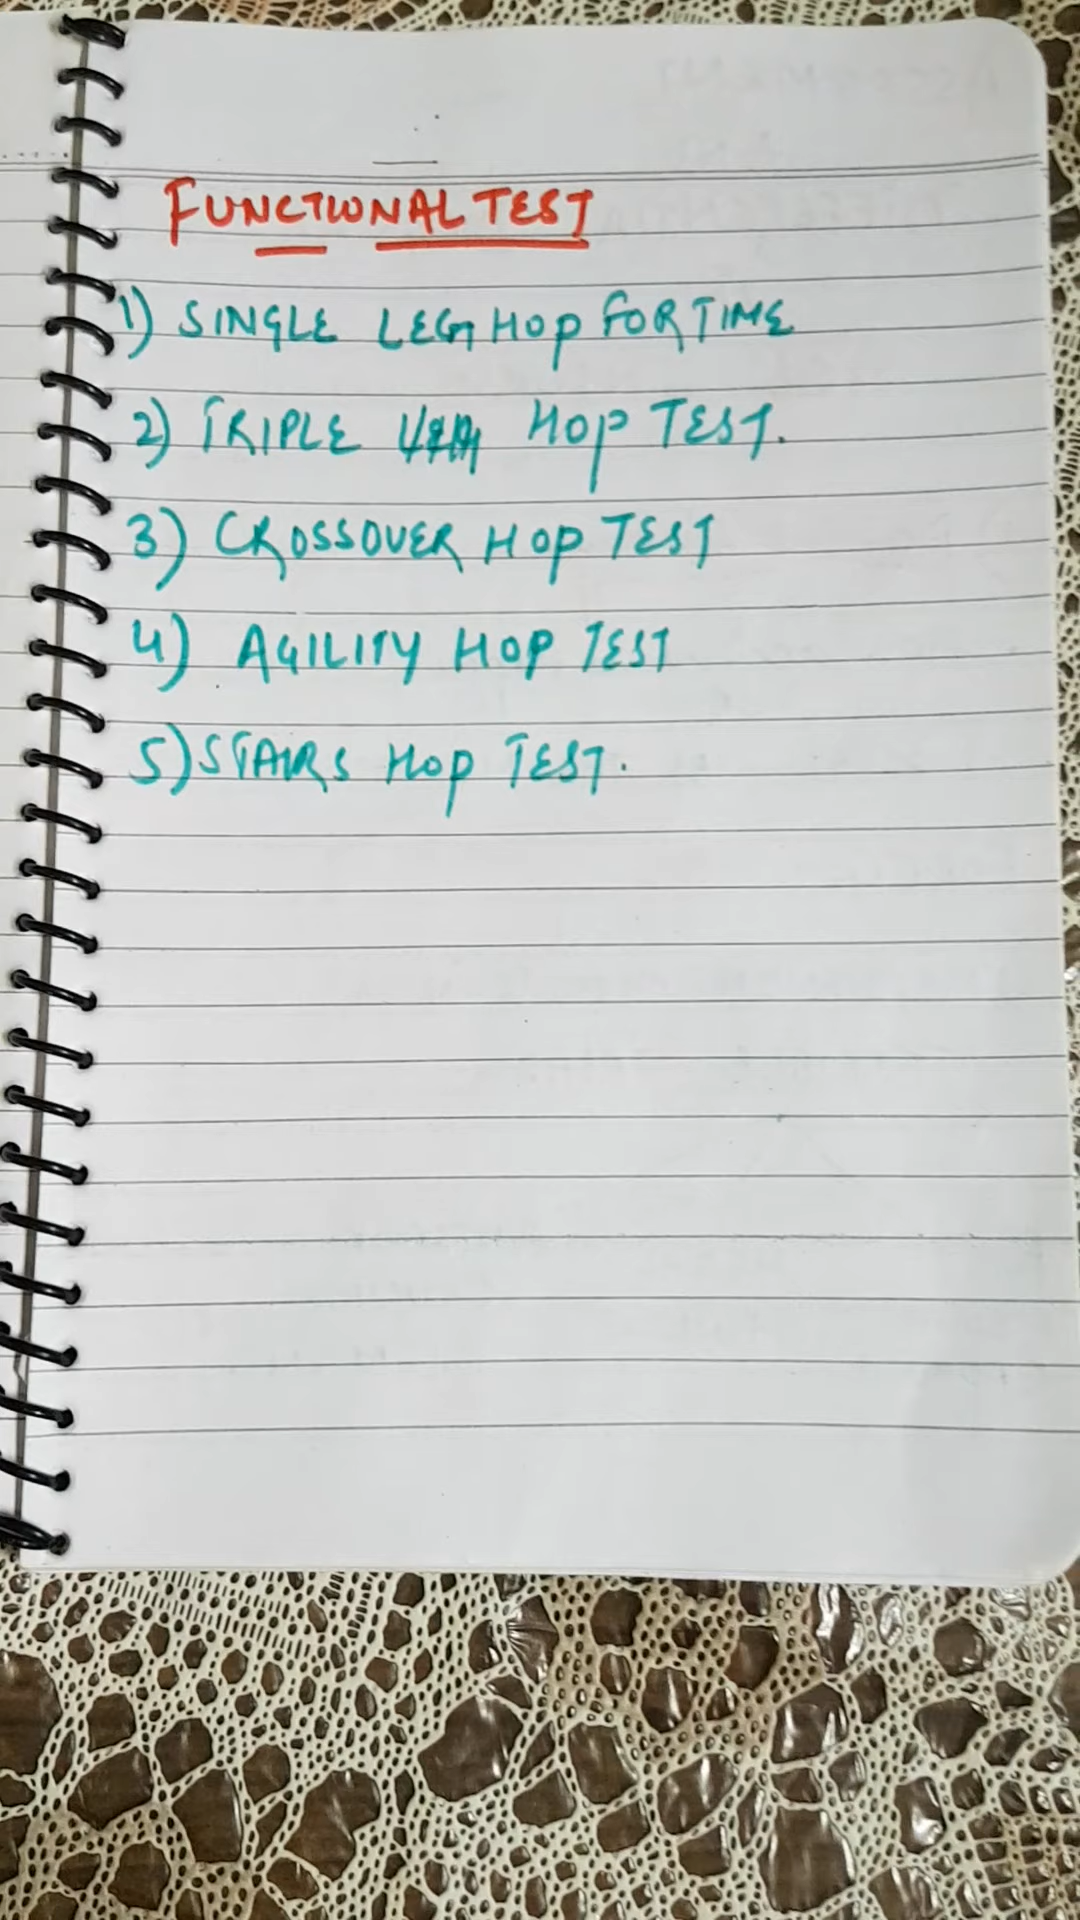 FUNCTIONAL TEST
1) SINGLE LEG HOP FOR TIME
2) TRIPLE HOP TEST.
3) CROSSOVER HOP TEST
4) AGILITY HOP TEST
5) STAIRS HOP TEST.